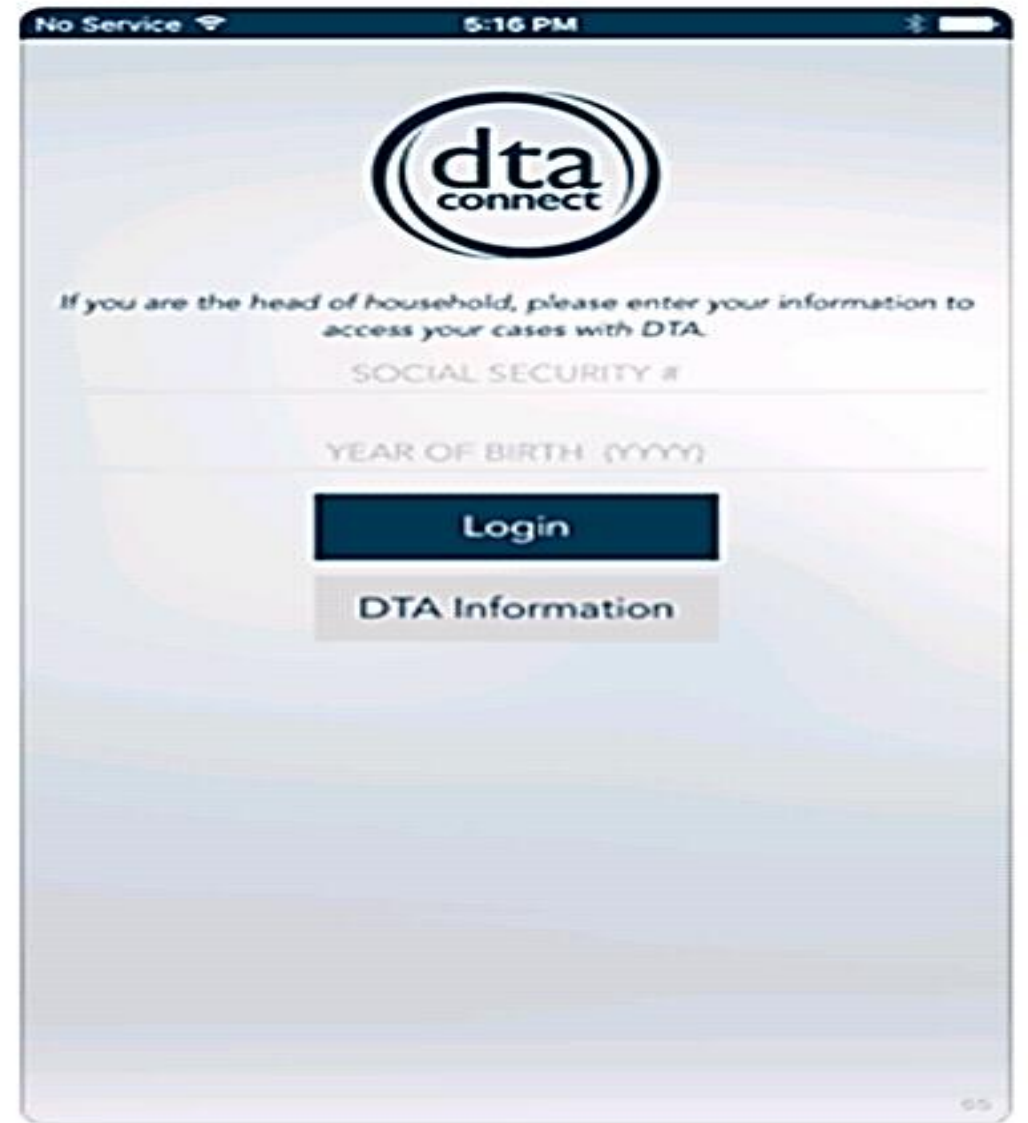 No Service 5:16 PM
dta
connect
If you are the head of household, please enter your information to
access your cases with DTA.
SOCIAL SECURITY #
YEAR OF BIRTH (YYYY)
Login
DTA Information
65